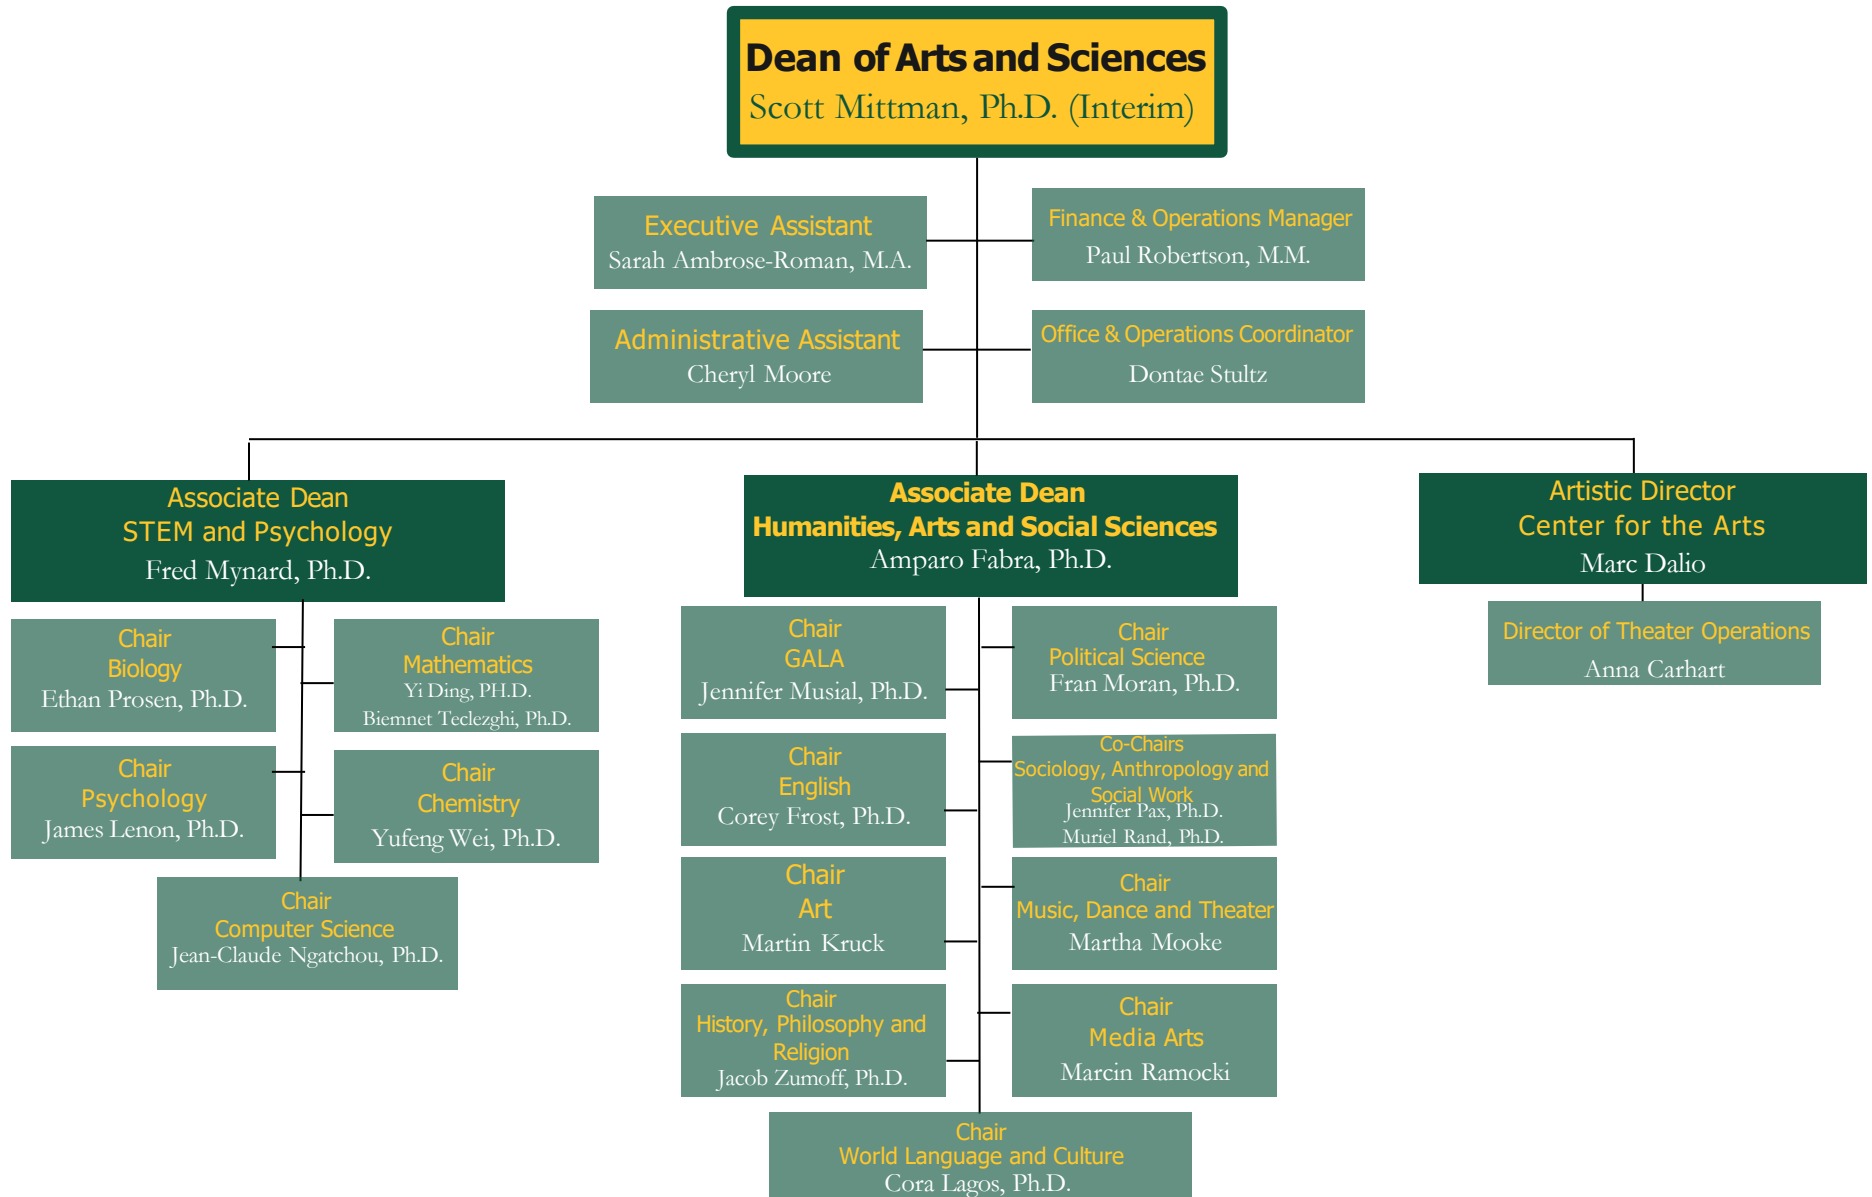 Dean of Arts and Sciences
Scott Mittman, Ph.D. (Interim)
Executive Assistant
Sarah Ambrose-Roman, M.A.
Finance & Operations Manager
Paul Robertson, M.M.
Administrative Assistant
Cheryl Moore
Office & Operations Coordinator
Dontae Stultz
Associate Dean
STEM and Psychology
Fred Mynard, Ph.D.
Associate Dean
Humanities, Arts and Social Sciences
Amparo Fabra, Ph.D.
Artistic Director
Center for the Arts
Marc Dalio
Chair
Biology
Ethan Prosen, Ph.D.
Chair
Mathematics
Yi Ding, PH.D.
Biemnet Teclezghi, Ph.D.
Chair
Psychology
James Lenon, Ph.D.
Chair
Chemistry
Yufeng Wei, Ph.D.
Chair
Computer Science
Jean-Claude Ngatchou, Ph.D.
Chair
GALA
Jennifer Musial, Ph.D.
Chair
Political Science
Fran Moran, Ph.D.
Chair
English
Corey Frost, Ph.D.
Co-Chairs
Sociology, Anthropology and
Social Work
Jennifer Pax, Ph.D.
Muriel Rand, Ph.D.
Chair
Art
Martin Kruck
Chair
Music, Dance and Theater
Martha Mooke
Chair
History, Philosophy and
Religion
Jacob Zumoff, Ph.D.
Chair
Media Arts
Marcin Ramocki
Chair
World Language and Culture
Cora Lagos, Ph.D.
Director of Theater Operations
Anna Carhart